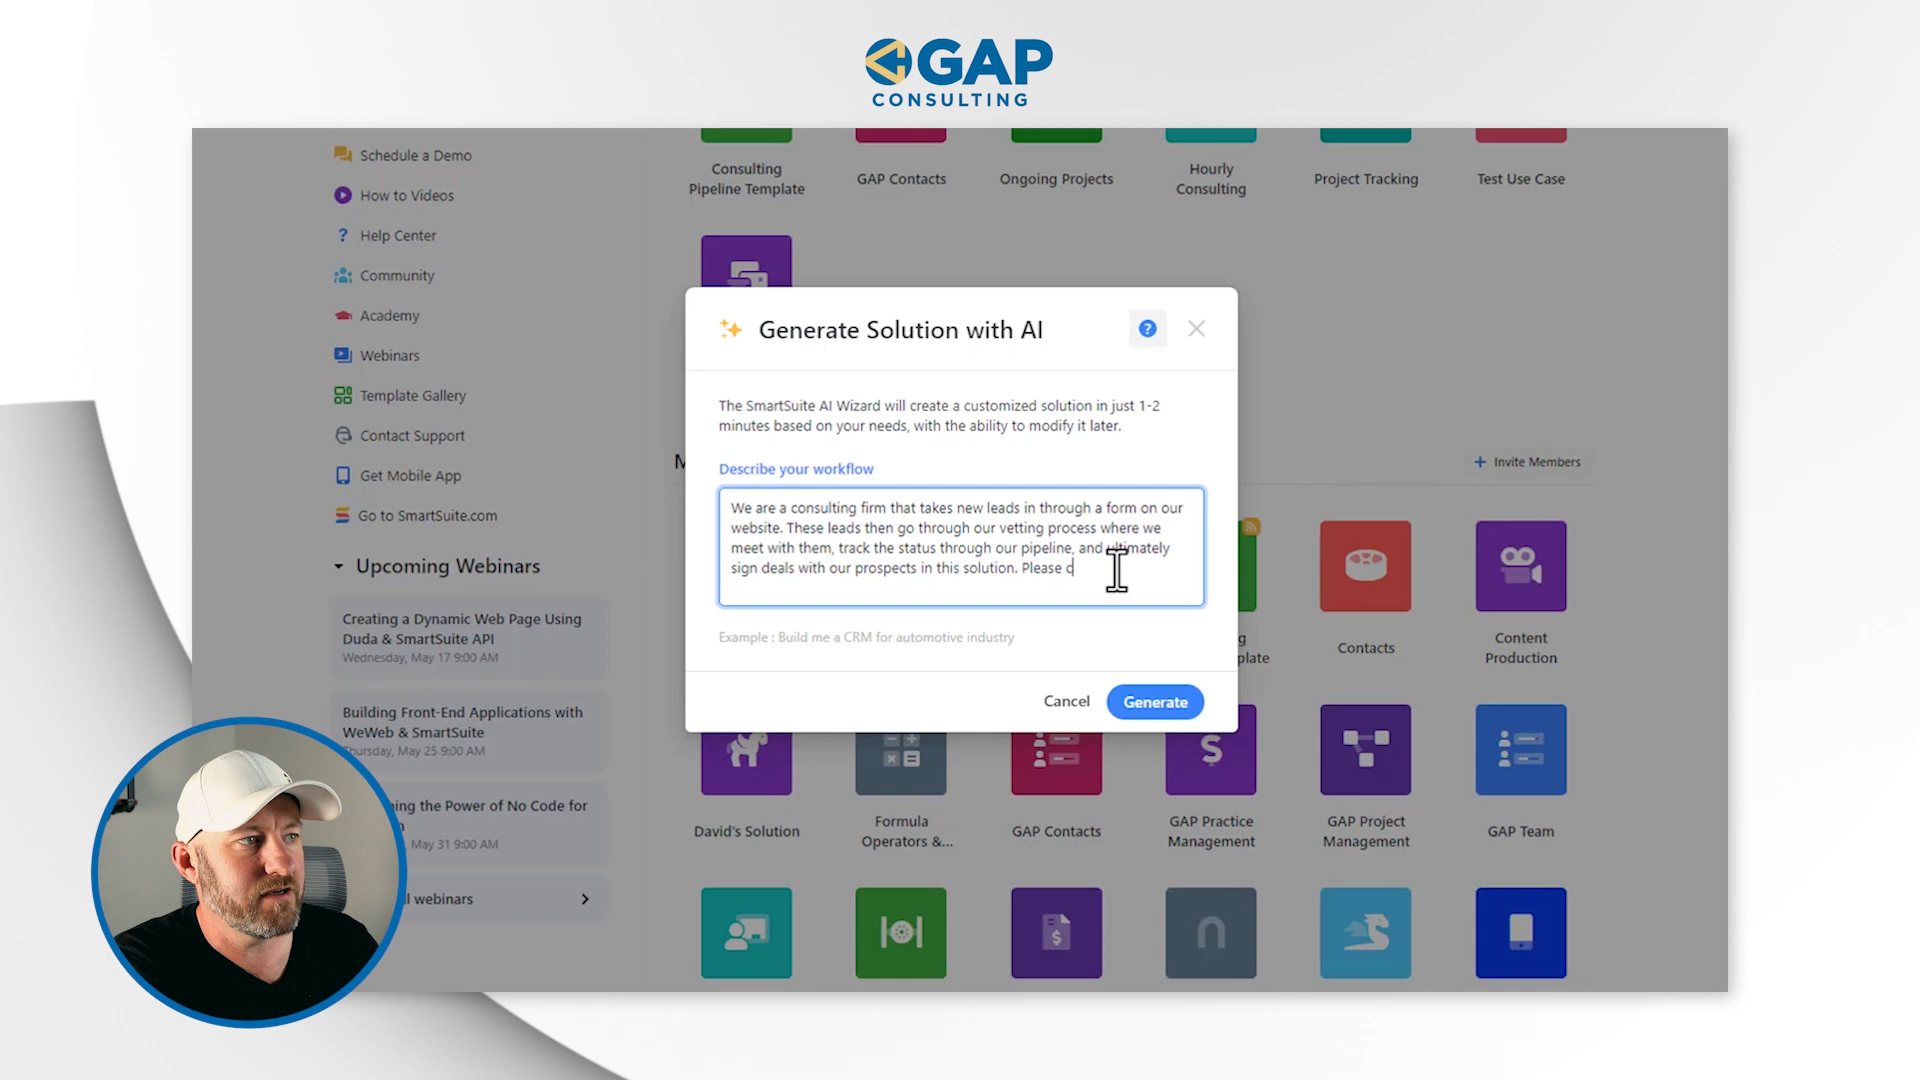 GAP
CONSULTING
Schedule a Demo
How to Videos
Help Center
Community
Academy
Webinars
Template Gallery
Contact Support
Get Mobile App
Go to SmartSuite.com
Upcoming Webinars
Creating a Dynamic Web Page Using
Duda & SmartSuite API
Wednesday, May 17 9:00 AM
Building Front-End Applications with
WeWeb & SmartSuite
Thursday, May 25 9:00 AM
the Power of No Code for
May 31 9:00 AM
webinars
Consulting
Pipeline Template
GAP Contacts
Ongoing Projects
Hourly
Consulting
Project Tracking
Test Use Case
Generate Solution with AI
?
The SmartSuite AI Wizard will create a customized solution in just 1-2
minutes based on your needs, with the ability to modify it later.
Describe your workflow
We are a consulting firm that takes new leads in through a form on our
website. These leads then go through our vetting process where we
meet with them, track the status through our pipeline, and ultimately
sign deals with our prospects in this solution. Please c
Example : Build me a CRM for automotive industry
Cancel
Generate
+ Invite Members
Contacts
Content
Production
David's Solution
Formula
Operators &...
GAP Contacts
GAP Practice
Management
GAP Project
Management
GAP Team